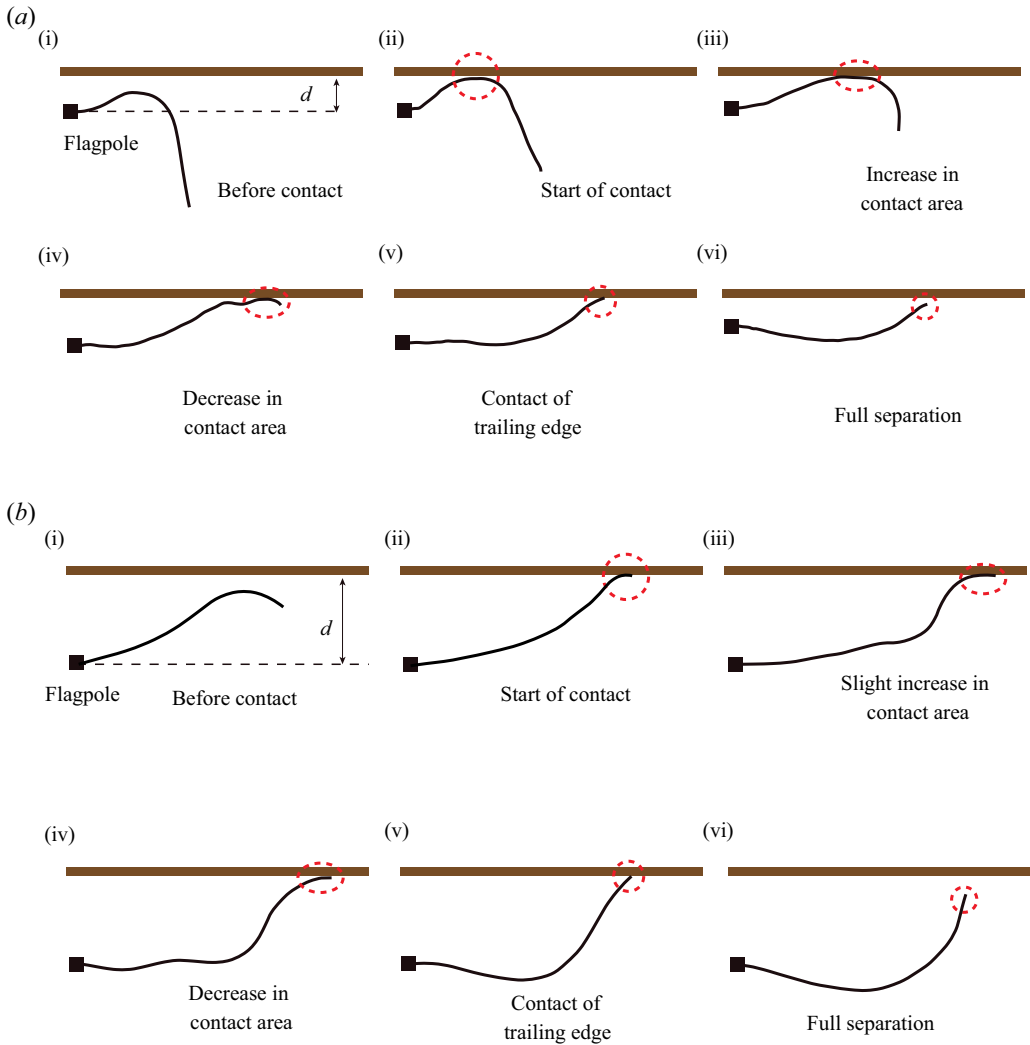 (a)
(i)
(ii)
(iii)
d
Flagpole
Before contact
Start of contact
Increase in
contact area
(iv)
(v)
(vi)
Decrease in
contact area
Contact of
trailing edge
Full separation
(b)
(i)
(ii)
(iii)
d
Flagpole
Before contact
Start of contact
Slight increase in
contact area
(iv)
(v)
(vi)
Decrease in
contact area
Contact of
trailing edge
Full separation